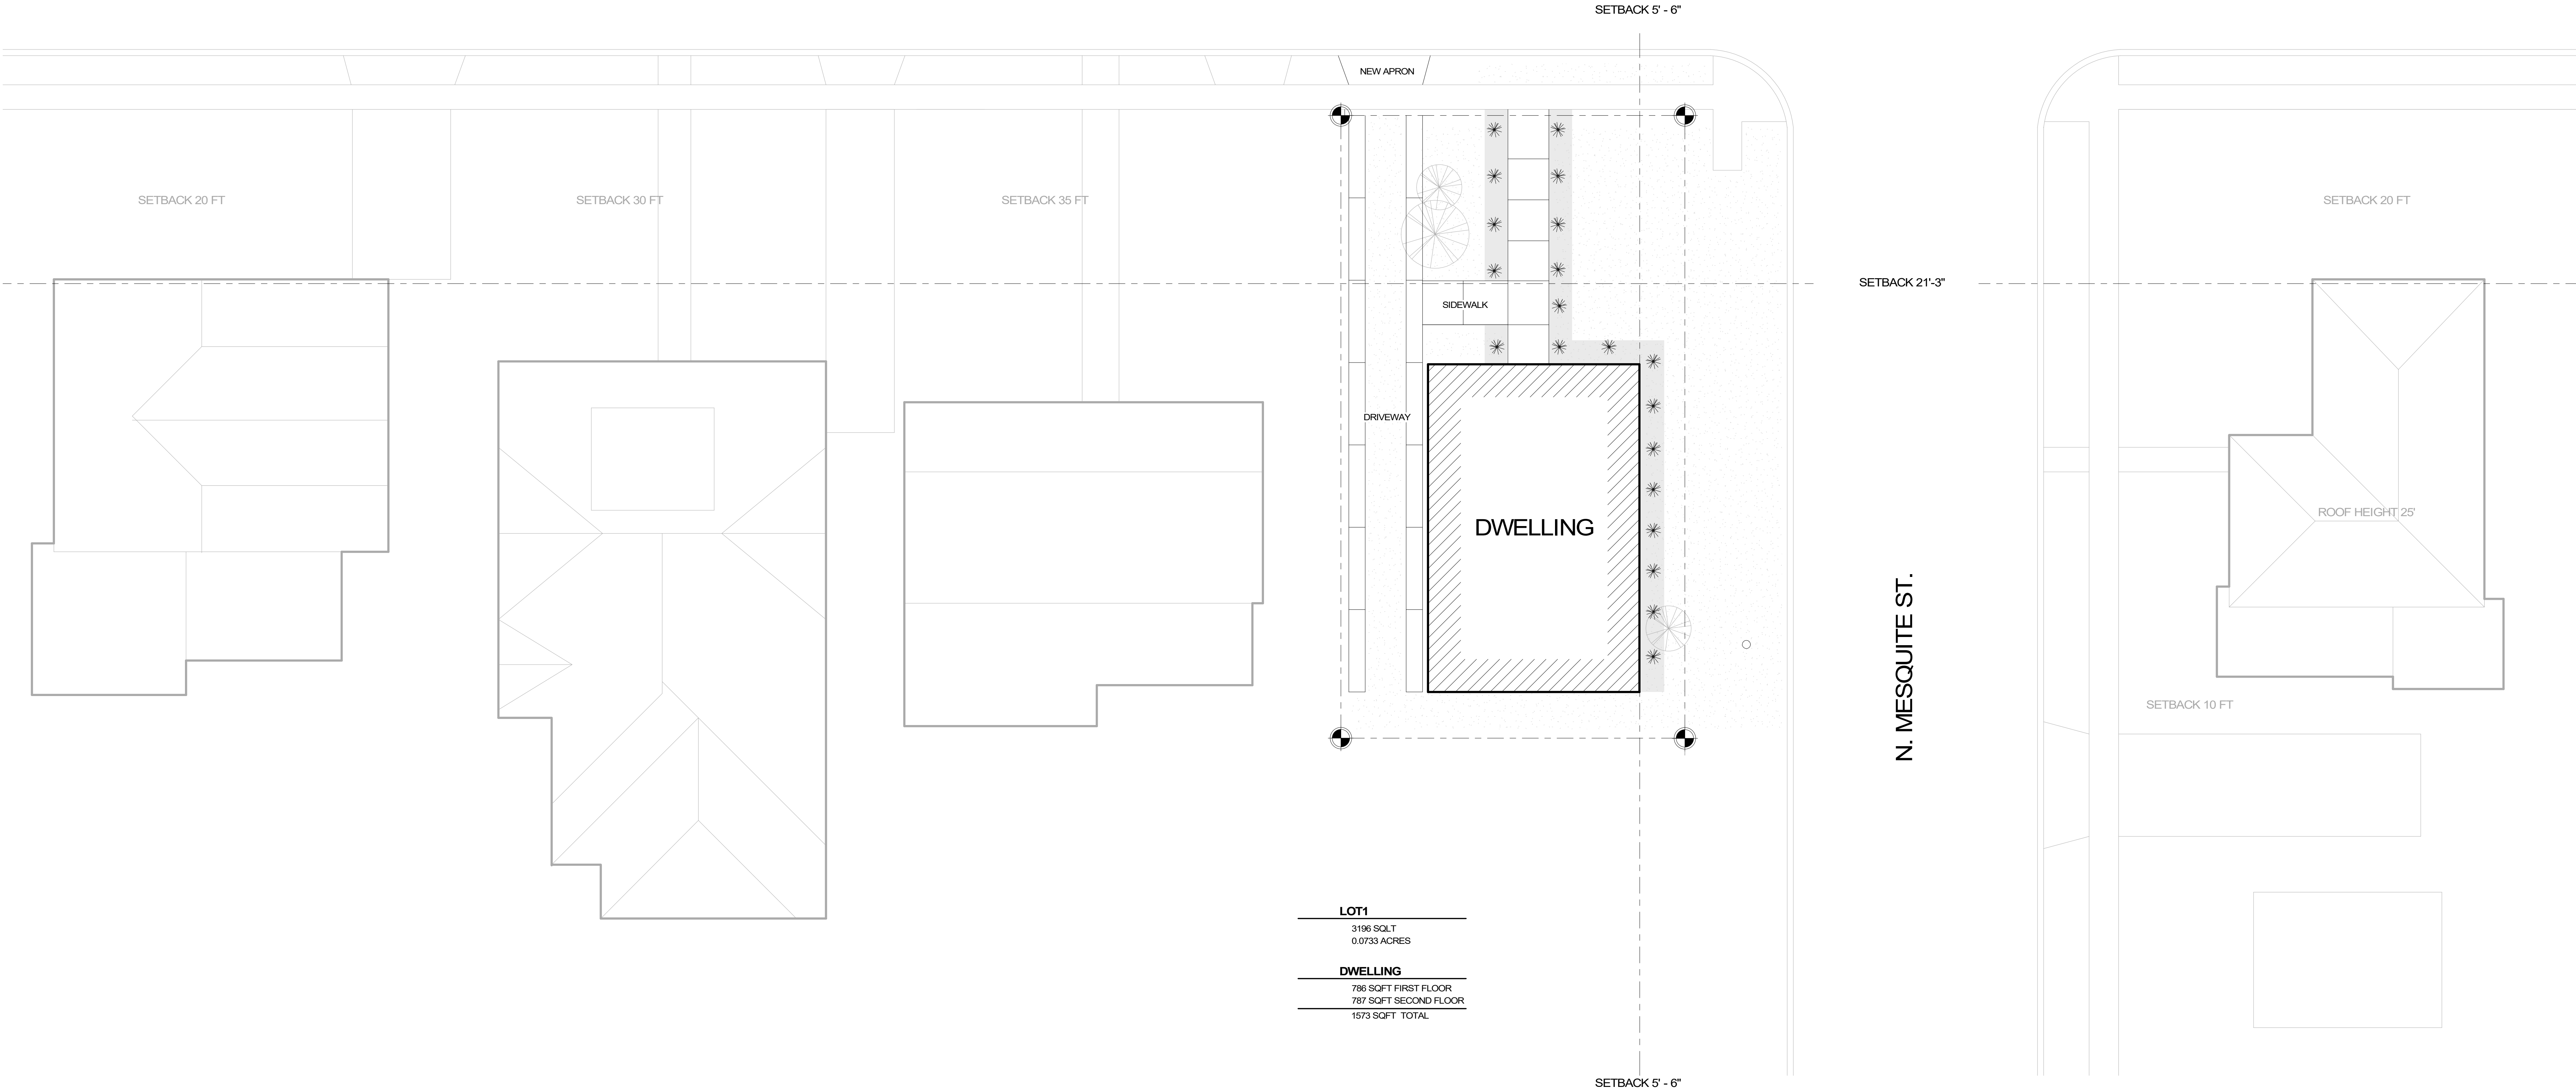 SETBACK 5' - 6"
NEW APRON
SETBACK 20 FT
SETBACK 30 FT
SETBACK 35 FT
SETBACK 20 FT
SETBACK 21'-3"
SIDEWALK
DRIVEWAY
ROOF HEIGHT 25'
DWELLING
N. MESQUITE ST.
SETBACK 10 FT
LOT1
3196 SQLT
0.0733 ACRES
DWELLING
786 SQFT FIRST FLOOR
787 SQFT SECOND FLOOR
1573 SQFT TOTAL
SETBACK 5' - 6"